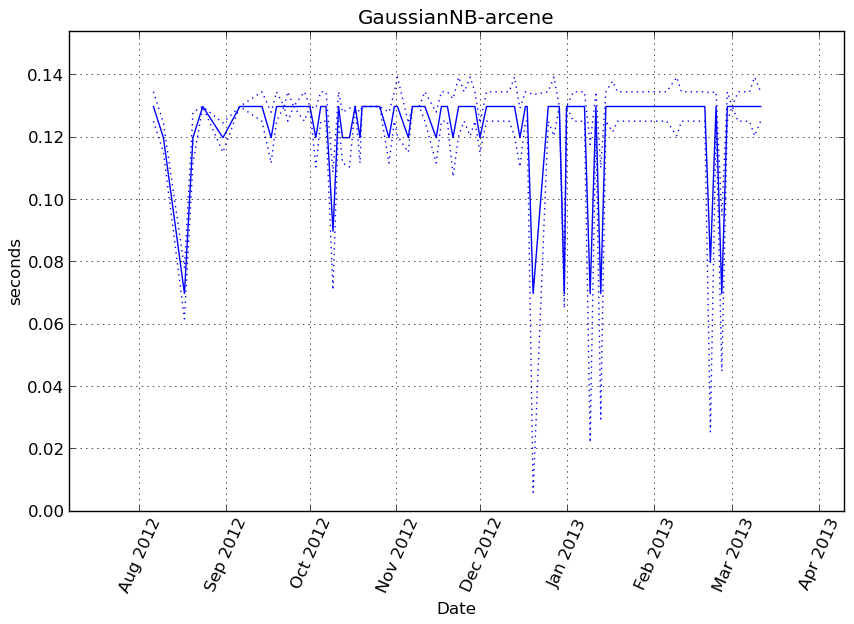 GaussianNB-arcene
0.14
0.12
0.10
0.08
0.06
0.04
0.02
0.00
seconds
Aug 2012
Sep 2012
Oct 2012
Nov 2012
Dec 2012
Jan 2013
Feb 2013
Mar 2013
Apr 2013
Date